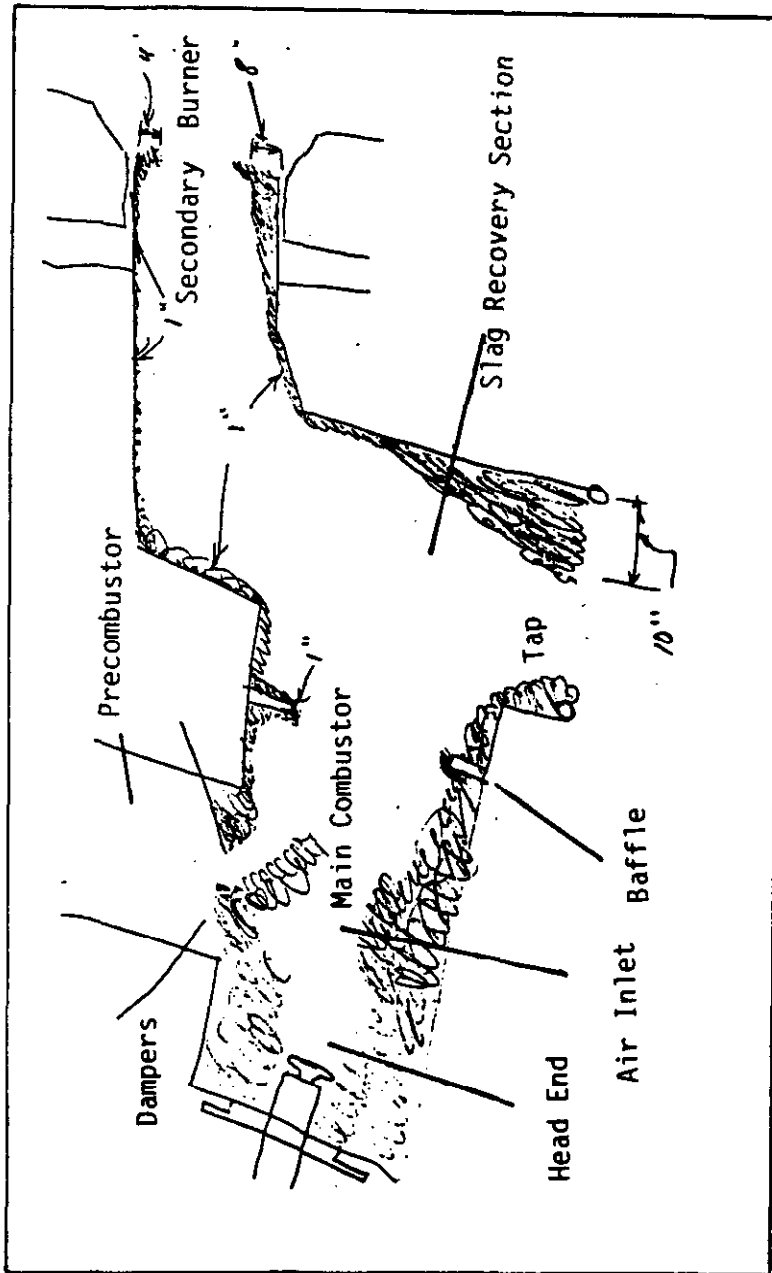 Precombustor
Dampers
Main Combustor
Head End
Air Inlet
Baffle
Tap
Slag Recovery Section
Secondary Burner
1"
1"
1"
1"
4'
8"
10"